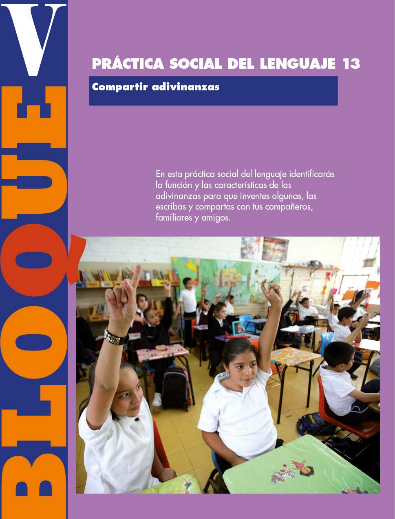 BLOQUE V
PRÁCTICA SOCIAL DEL LENGUAJE 13
Compartir adivinanzas
En esta práctica social del lenguaje identificarás
la función y las características de las
adivinanzas para que inventes algunas, las
escribas y compartas con tus compañeros,
familiares y amigos.